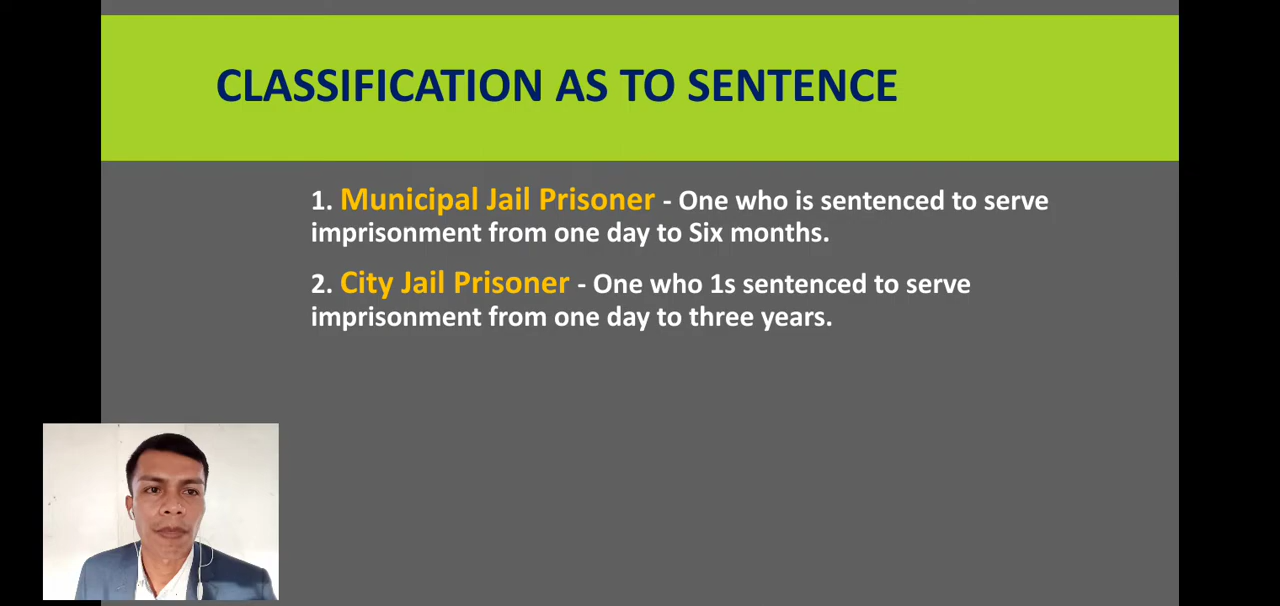 CLASSIFICATION AS TO SENTENCE
1. Municipal Jail Prisoner - One who is sentenced to serve
imprisonment from one day to Six months.
2. City Jail Prisoner - One who 1s sentenced to serve
imprisonment from one day to three years.